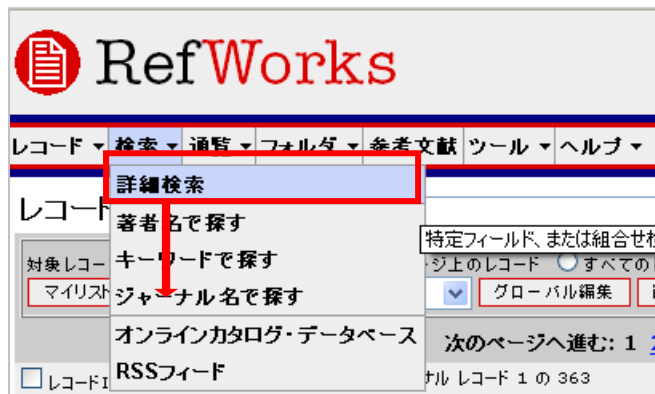 RefWorks
レコード 検索 通覧 フォルダ 参考文献 ツール ヘルプ
詳細検索
レコード
著者名で探す
特定フィールド、または組合せ
キーワードで探す
対象レコー
ージ上のレコード すべての
マイリスト
ジャーナル名で探す
グローバル編集
オンラインカタログ・データベース
次のページへ進む: 1 2
RSSフィード
レコードI
ナル レコード 1 の 363